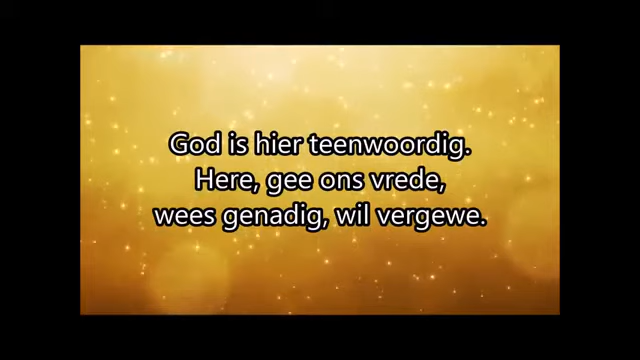 God is hier teenwoordig.
Here, gee ons vrede,
wees genadig, wil vergewe.